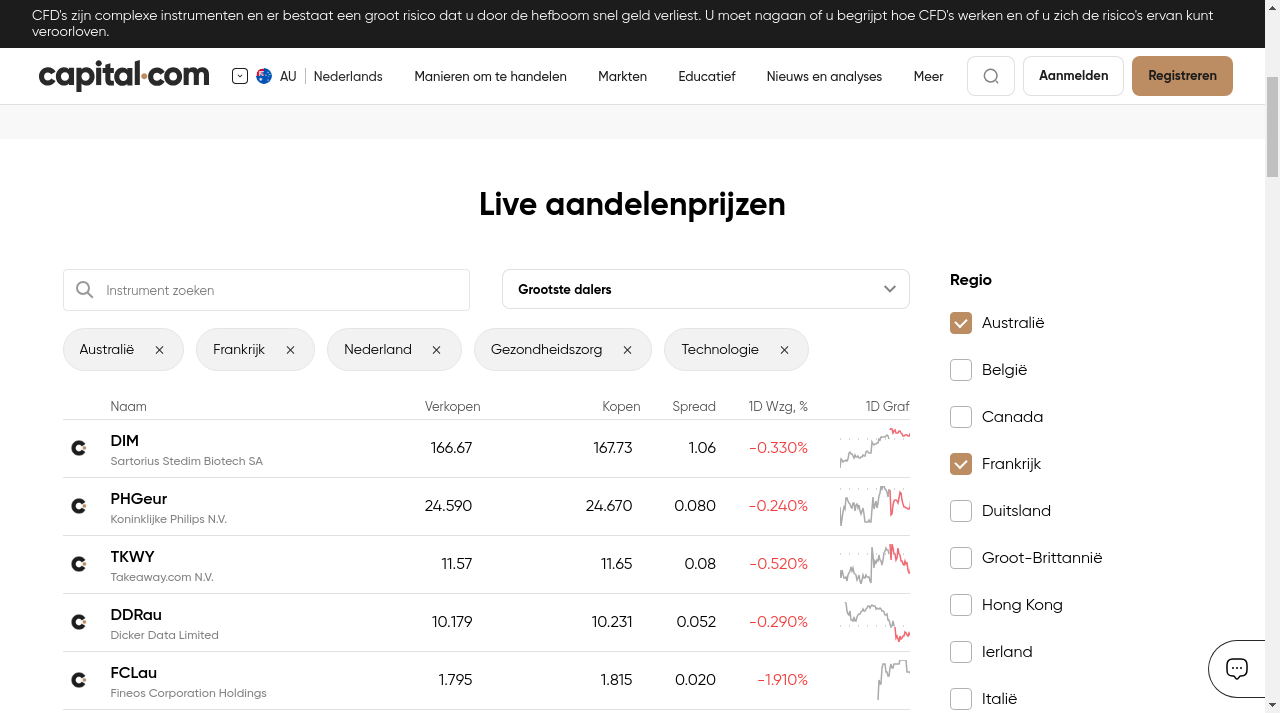 CFD's zijn complexe instrumenten en er bestaat een groot risico dat u door de hefboom snel geld verliest. U moet nagaan of u begrijpt hoe CFD's werken en of u zich de risico's ervan kunt
veroorloven.
capital.com AU Nederlands Manieren om te handelen Markten Educatief Nieuws en analyses Meer Aanmelden Registreren
Live aandelenprijzen
Instrument zoeken
Grootste dalers
Australië Frankrijk Nederland Gezondheidszorg Technologie
Naam Verkopen Kopen Spread 1D Wzg, % 1D Graf
DIM 166.67 167.73 1.06 -0.330%
Sartorius Stedim Biotech SA
PHGeur 24.590 24.670 0.080 -0.240%
Koninklijke Philips N.V.
TKWY 11.57 11.65 0.08 -0.520%
Takeaway.com N.V.
DDRau 10.179 10.231 0.052 -0.290%
Dicker Data Limited
FCLau 1.795 1.815 0.020 -1.910%
Fineos Corporation Holdings
Regio
Australië
België
Canada
Frankrijk
Duitsland
Groot-Brittannië
Hong Kong
Ierland
Italië